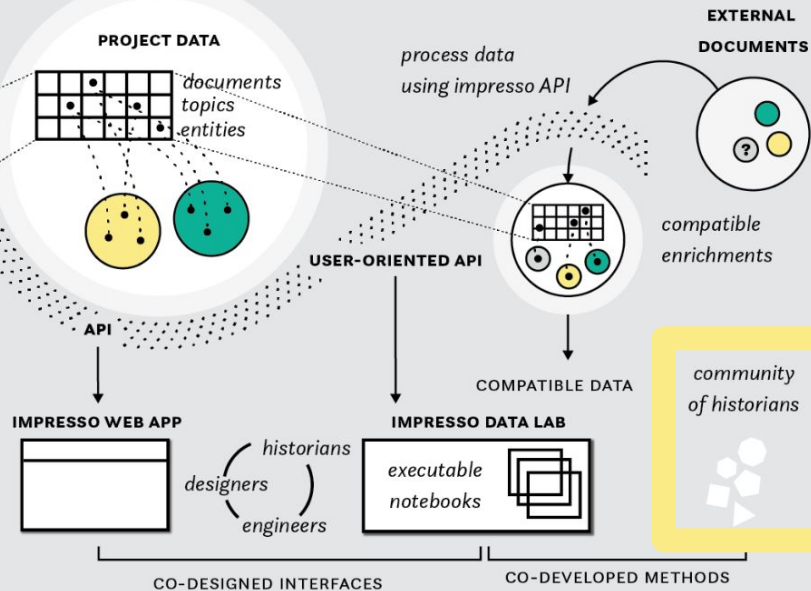 EXTERNAL
DOCUMENTS
PROJECT DATA
process data
using impresso API
documents
topics
entities
?
compatible
enrichments
USER-ORIENTED API
API
COMPATIBLE DATA
community
of historians
IMPRESSO WEB APP
IMPRESSO DATA LAB
historians
designers
engineers
executable
notebooks
CO-DESIGNED INTERFACES
CO-DEVELOPED METHODS